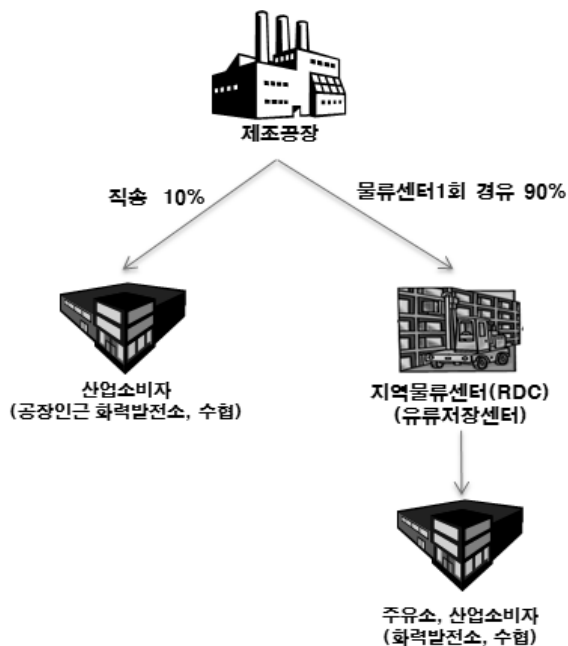 제조공장
직송 10%
물류센터1회 경유 90%
산업소비자
(공장인근 화력발전소, 수협)
지역물류센터(RDC)
(유류저장센터)
주유소, 산업소비자
(화력발전소, 수협)